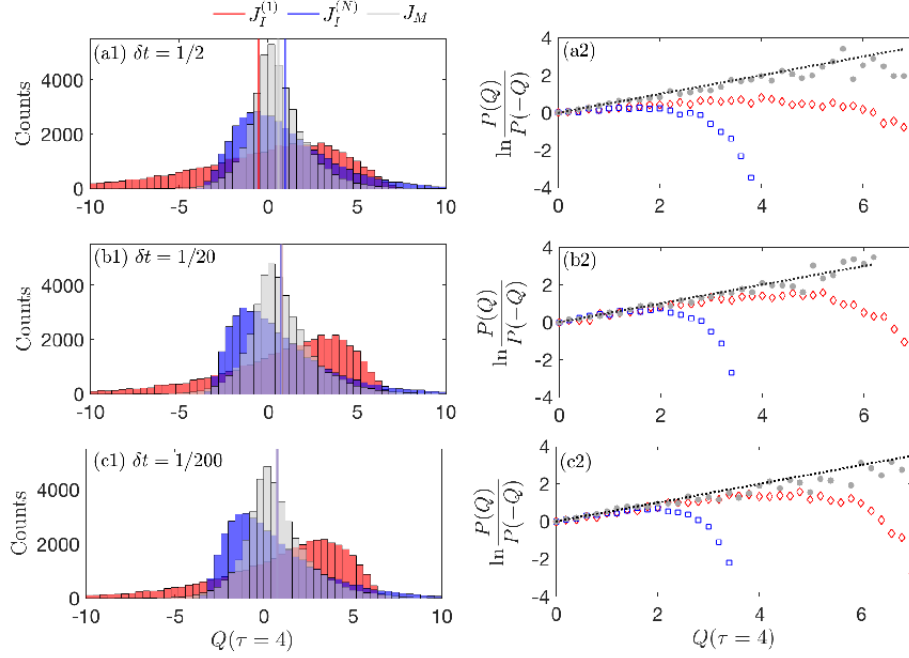 J_I^{(1)} J_I^{(N)} J_M
(a1) δt = 1/2
Counts
4000
2000
0
-10 -5 0 5 10
(a2)
ln P(Q)/P(-Q)
4
2
0
-2
-4
0 2 4 6
(b1) δt = 1/20
Counts
4000
2000
0
-10 -5 0 5 10
(b2)
ln P(Q)/P(-Q)
4
2
0
-2
-4
0 2 4 6
(c1) δt = 1/200
Counts
4000
2000
0
-10 -5 0 5 10
Q(τ = 4)
(c2)
ln P(Q)/P(-Q)
4
2
0
-2
-4
0 2 4 6
Q(τ = 4)